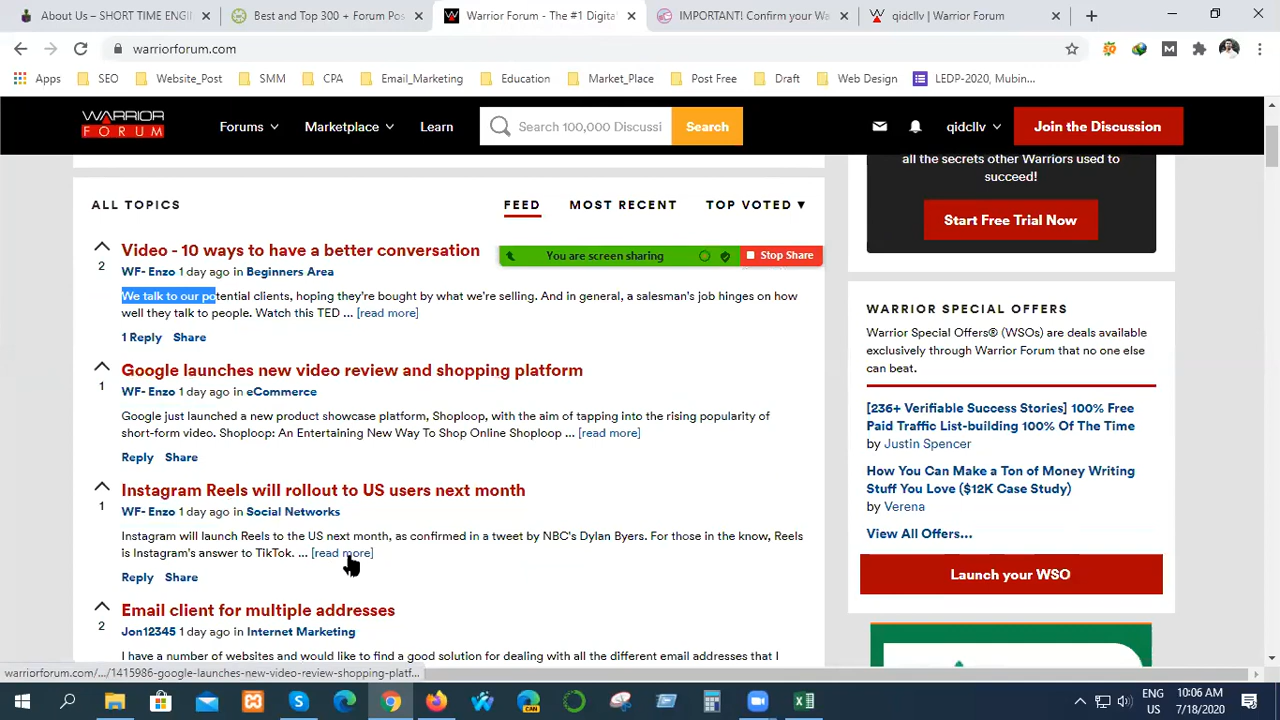 About Us – SHORT TIME ENG
Best and Top 300 + Forum Pos
Warrior Forum - The #1 Digital
IMPORTANT! Confirm your Wa
qidcllv | Warrior Forum
warriorforum.com
Apps
SEO
Website_Post
SMM
CPA
Email_Marketing
Education
Market_Place
Post Free
Draft
Web Design
LEDP-2020, Mubin...
WARRIOR
FORUM
Forums
Marketplace
Learn
Search 100,000 Discussi
Search
qidcllv
Join the Discussion
all the secrets other Warriors used to
succeed!
Start Free Trial Now
ALL TOPICS
FEED
MOST RECENT
TOP VOTED ▼
Video - 10 ways to have a better conversation
2
You are screen sharing
Stop Share
WF- Enzo 1 day ago in Beginners Area
We talk to our potential clients, hoping they're bought by what we're selling. And in general, a salesman's job hinges on how
well they talk to people. Watch this TED ... [read more]
1 Reply Share
Google launches new video review and shopping platform
1
WF- Enzo 1 day ago in eCommerce
Google just launched a new product showcase platform, Shoploop, with the aim of tapping into the rising popularity of
short-form video. Shoploop: An Entertaining New Way To Shop Online Shoploop ... [read more]
Reply Share
Instagram Reels will rollout to US users next month
1
WF- Enzo 1 day ago in Social Networks
Instagram will launch Reels to the US next month, as confirmed in a tweet by NBC's Dylan Byers. For those in the know, Reels
is Instagram's answer to TikTok. ... [read more]
Reply Share
Email client for multiple addresses
2
Jon12345 1 day ago in Internet Marketing
I have a number of websites and would like to find a good solution for dealing with all the different email addresses that I
WARRIOR SPECIAL OFFERS
Warrior Special Offers® (WSOs) are deals available
exclusively through Warrior Forum that no one else
can beat.
[236+ Verifiable Success Stories] 100% Free
Paid Traffic List-building 100% Of The Time
by Justin Spencer
How You Can Make a Ton of Money Writing
Stuff You Love ($12K Case Study)
by Verena
View All Offers...
Launch your WSO
warriorforum.com/.../1415986-google-launches-new-video-review-shopping-platf...
CAN
ENG
US
10:06 AM
7/18/2020